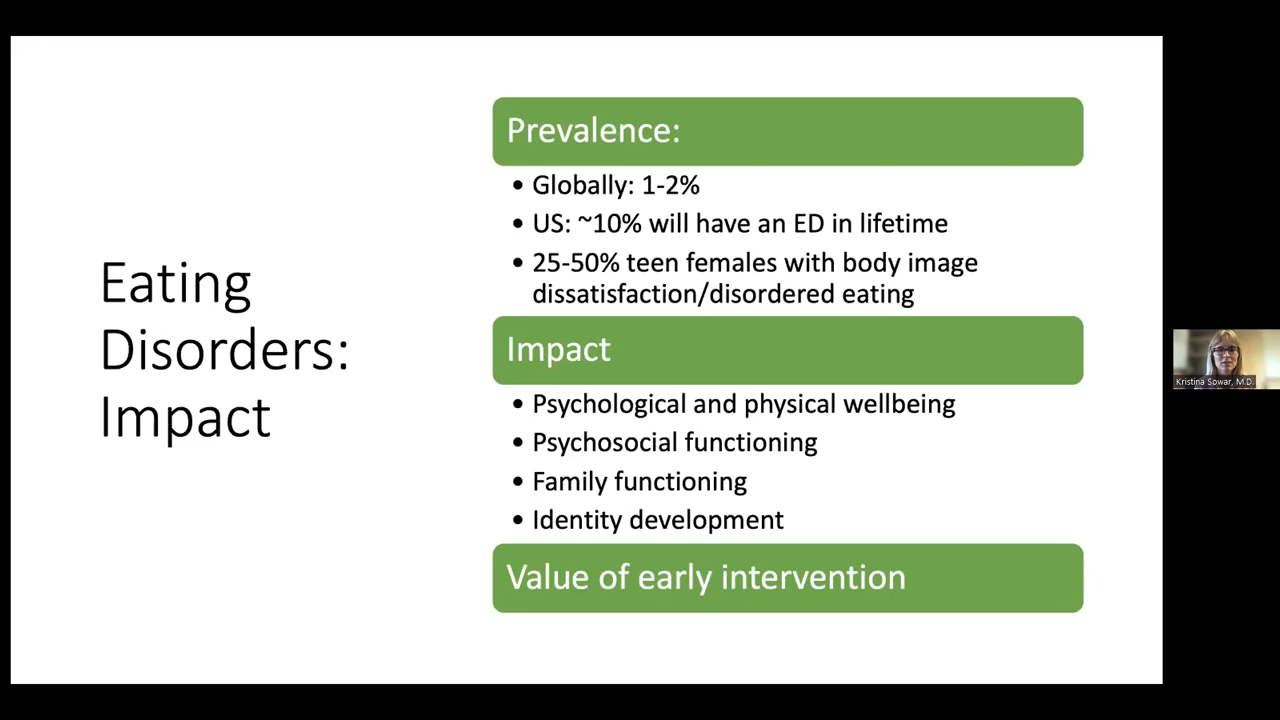 Eating
Disorders:
Impact
Prevalence:
• Globally: 1-2%
• US: ~10% will have an ED in lifetime
• 25-50% teen females with body image
dissatisfaction/disordered eating
Impact
• Psychological and physical wellbeing
• Psychosocial functioning
• Family functioning
• Identity development
Value of early intervention
Kristina Sowar, M.D.